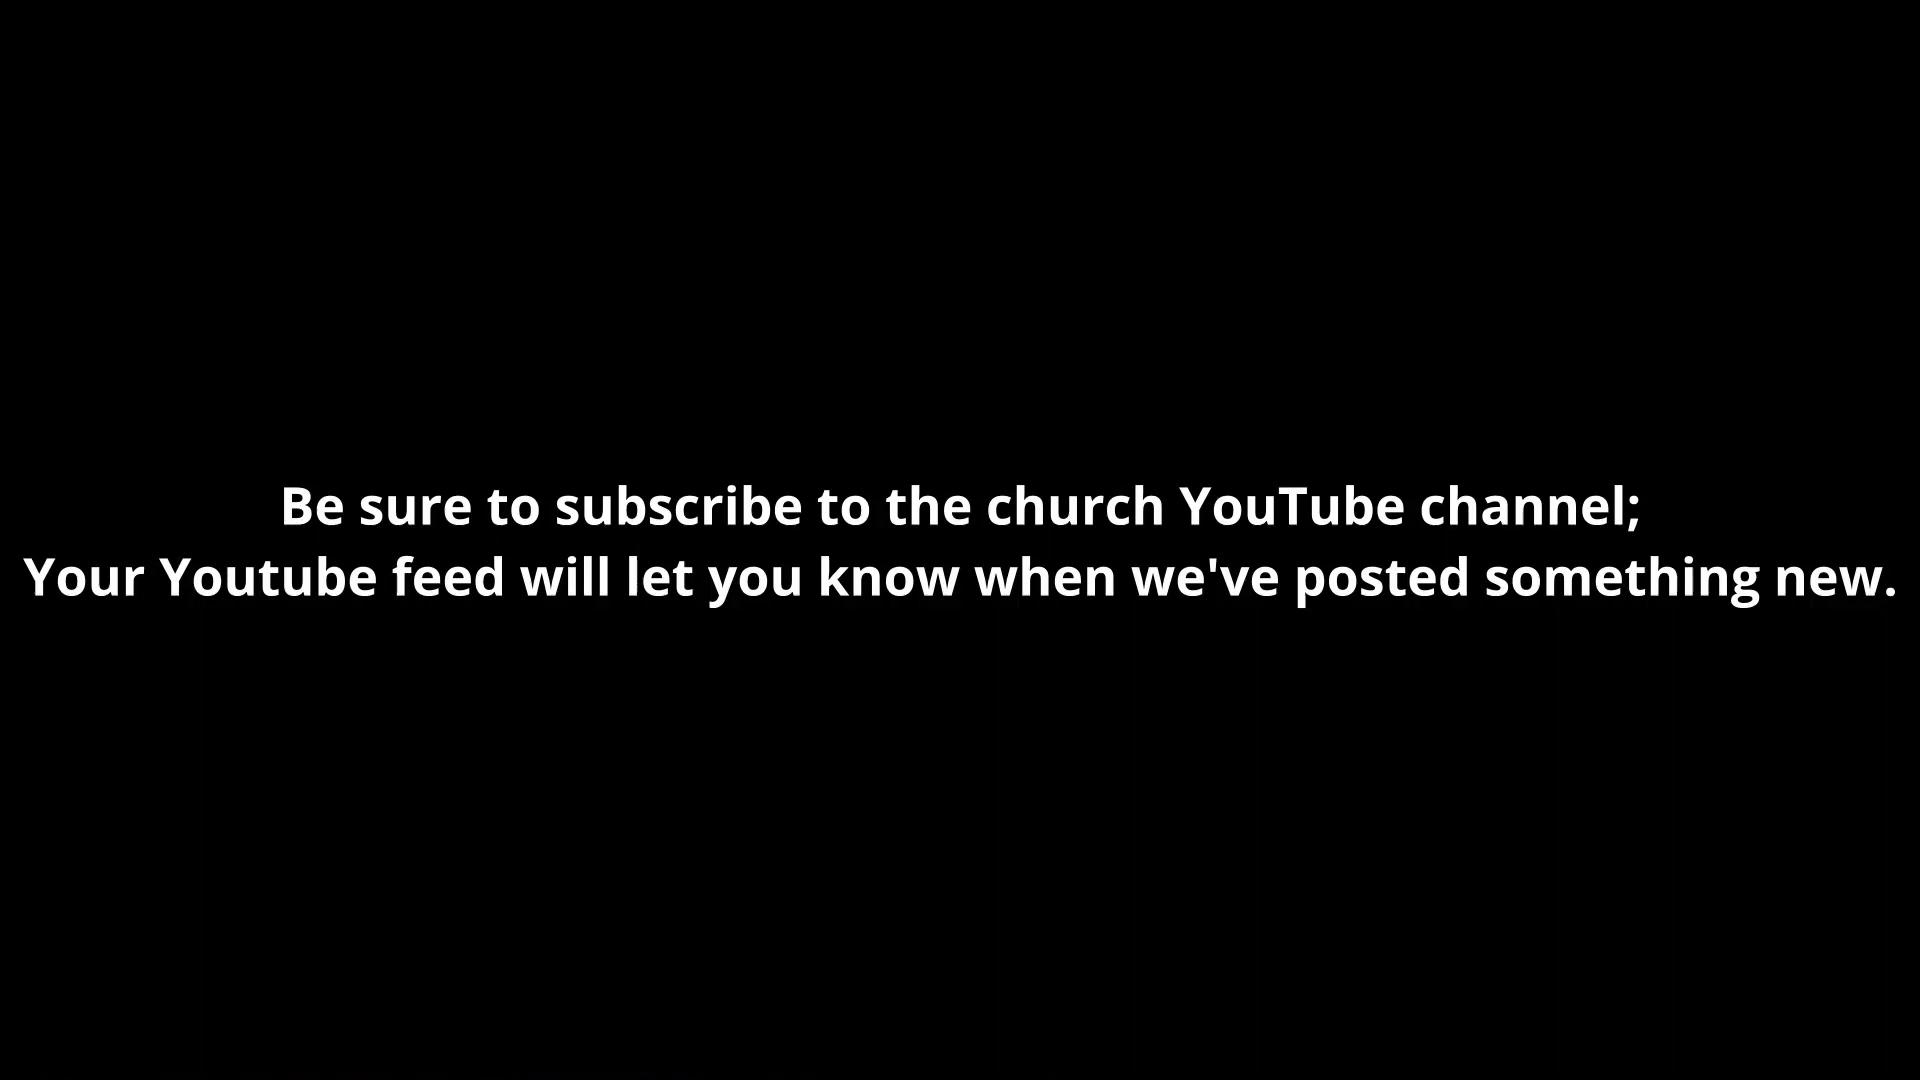 Be sure to subscribe to the church YouTube channel;
Your Youtube feed will let you know when we've posted something new.